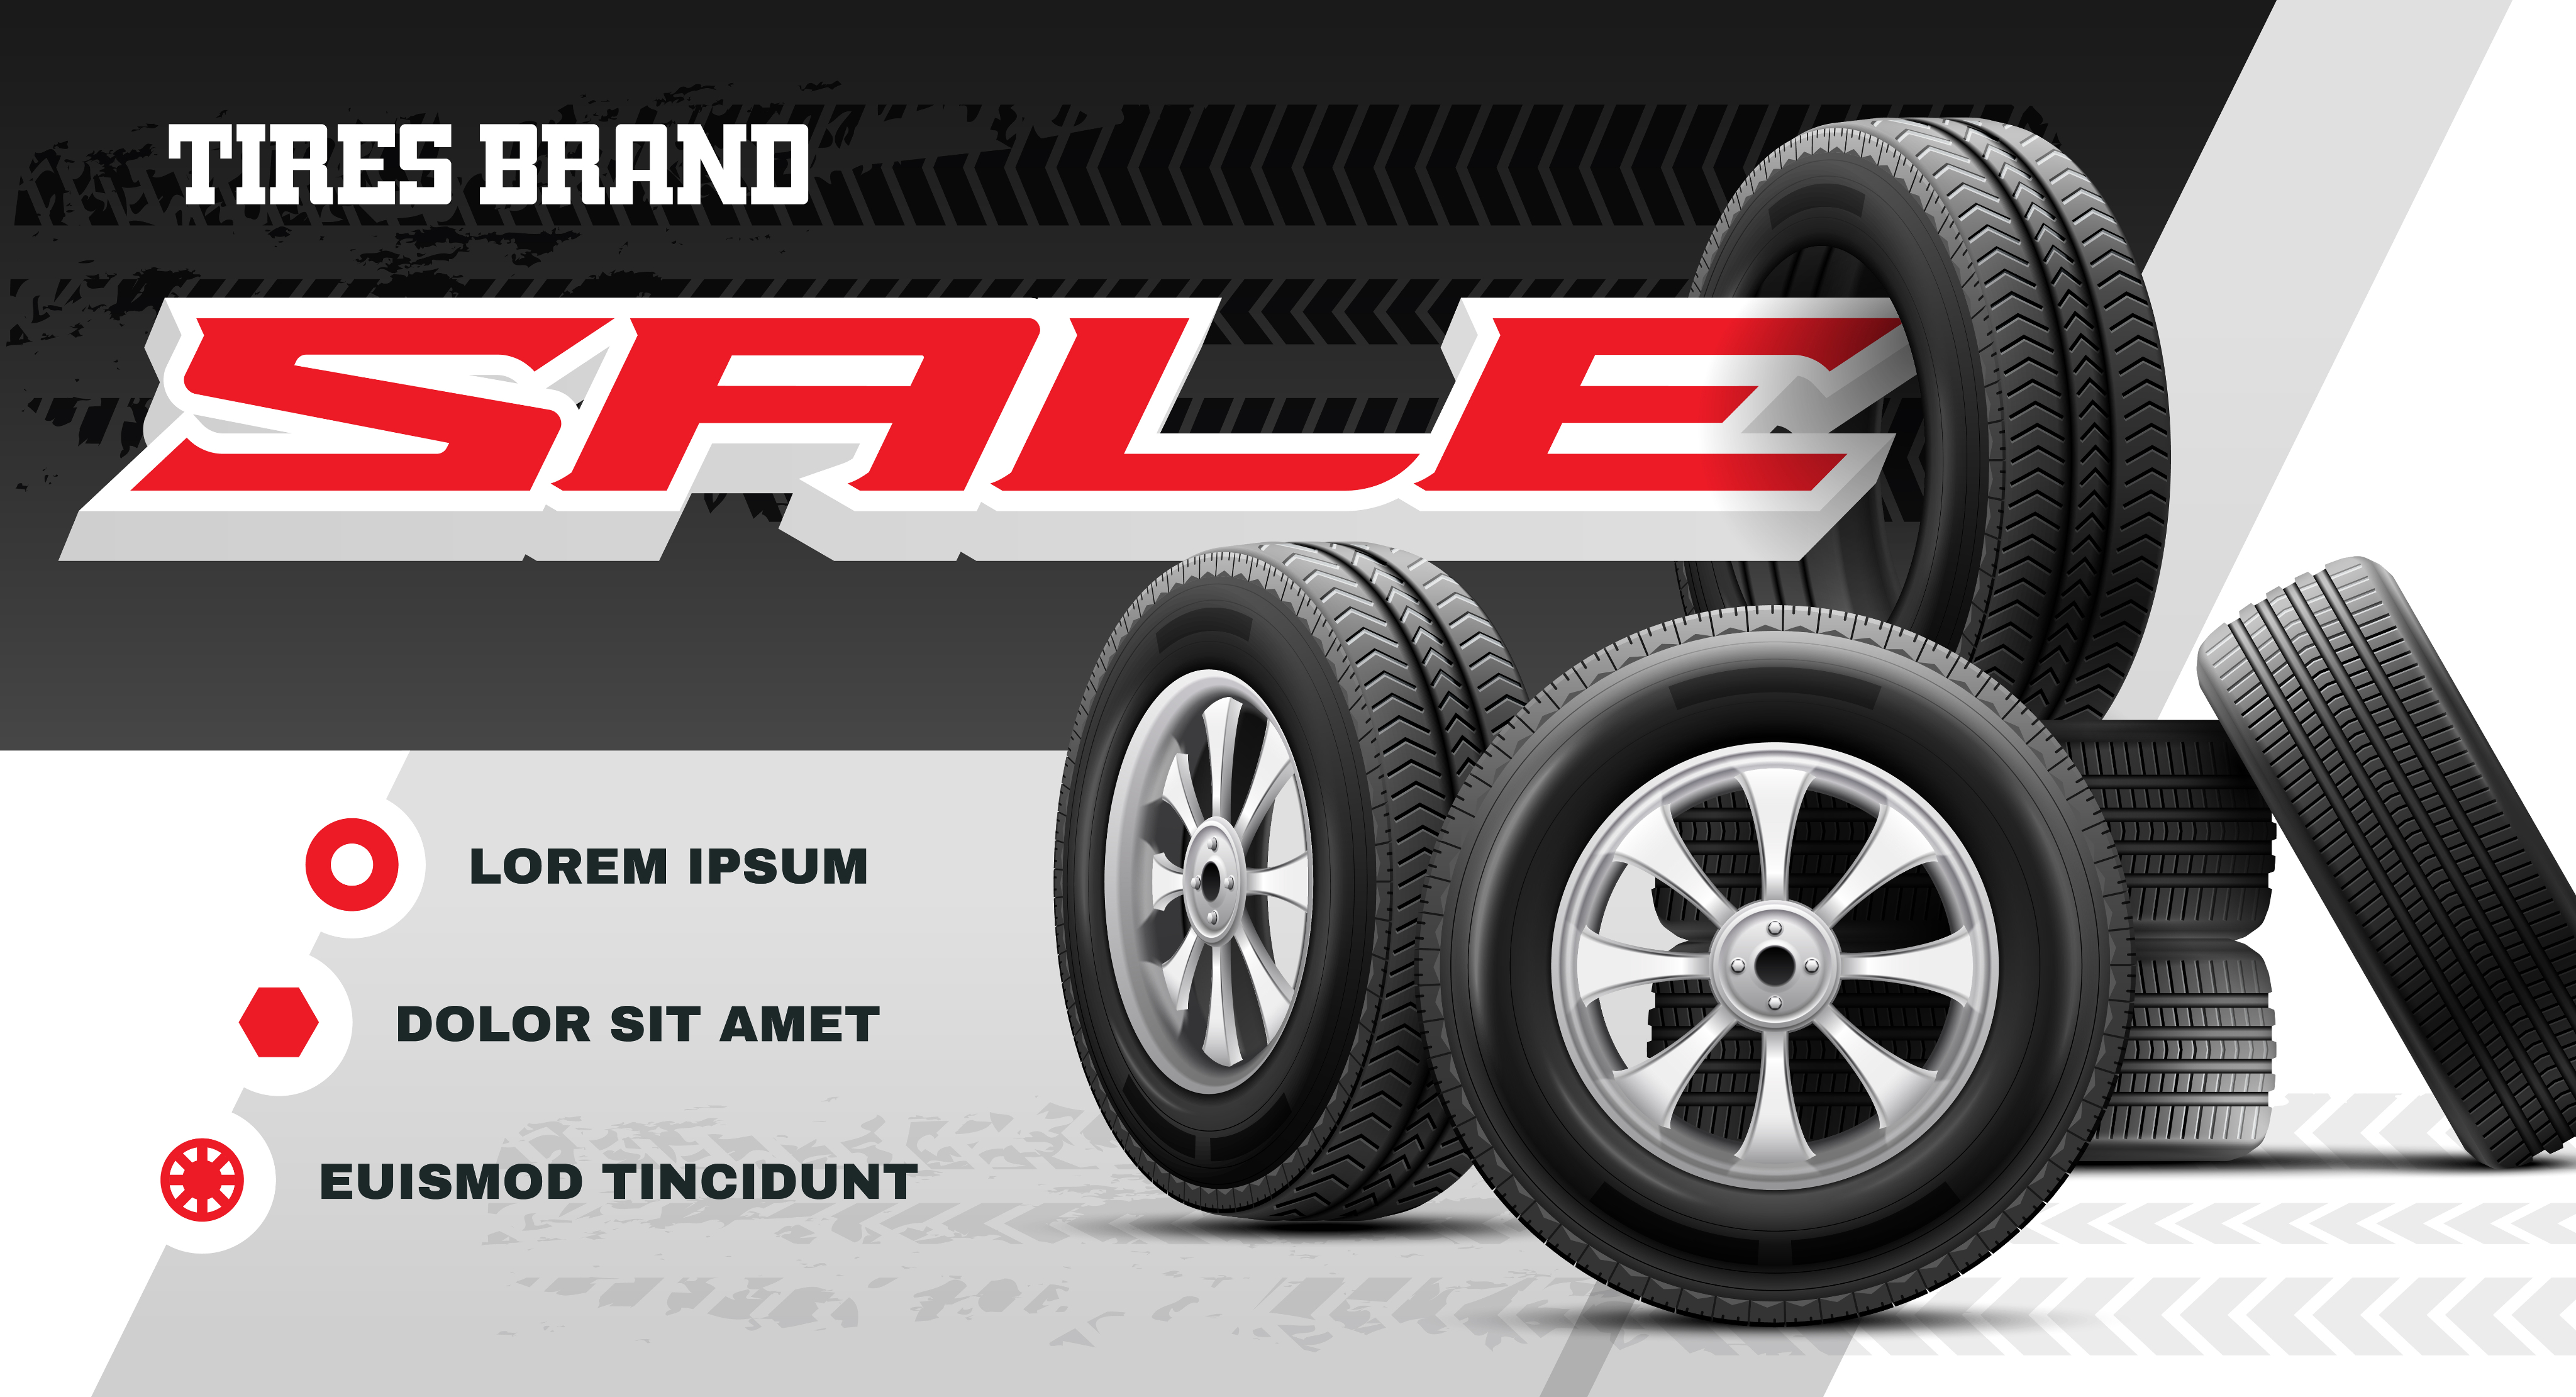 TIRES BRAND
SALE
LOREM IPSUM
DOLOR SIT AMET
EUISMOD TINCIDUNT